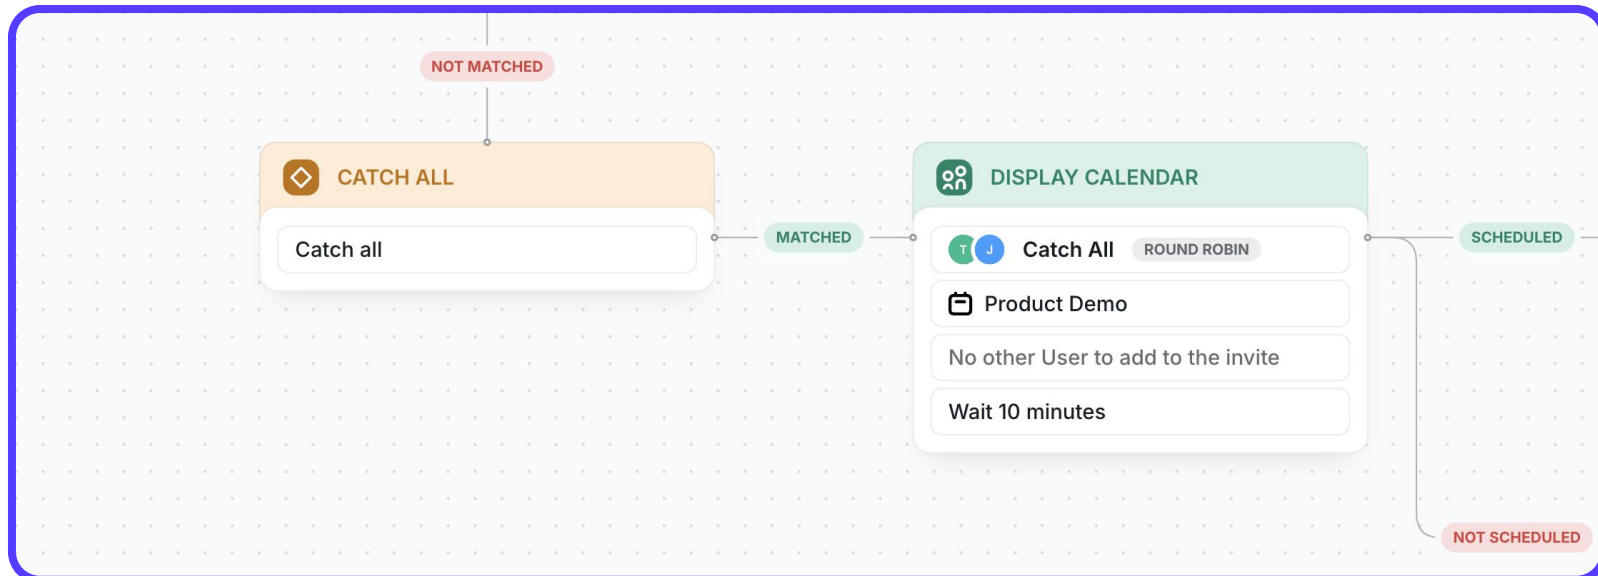 NOT MATCHED
CATCH ALL
Catch all
MATCHED
DISPLAY CALENDAR
T J Catch All ROUND ROBIN
Product Demo
No other User to add to the invite
Wait 10 minutes
SCHEDULED
NOT SCHEDULED